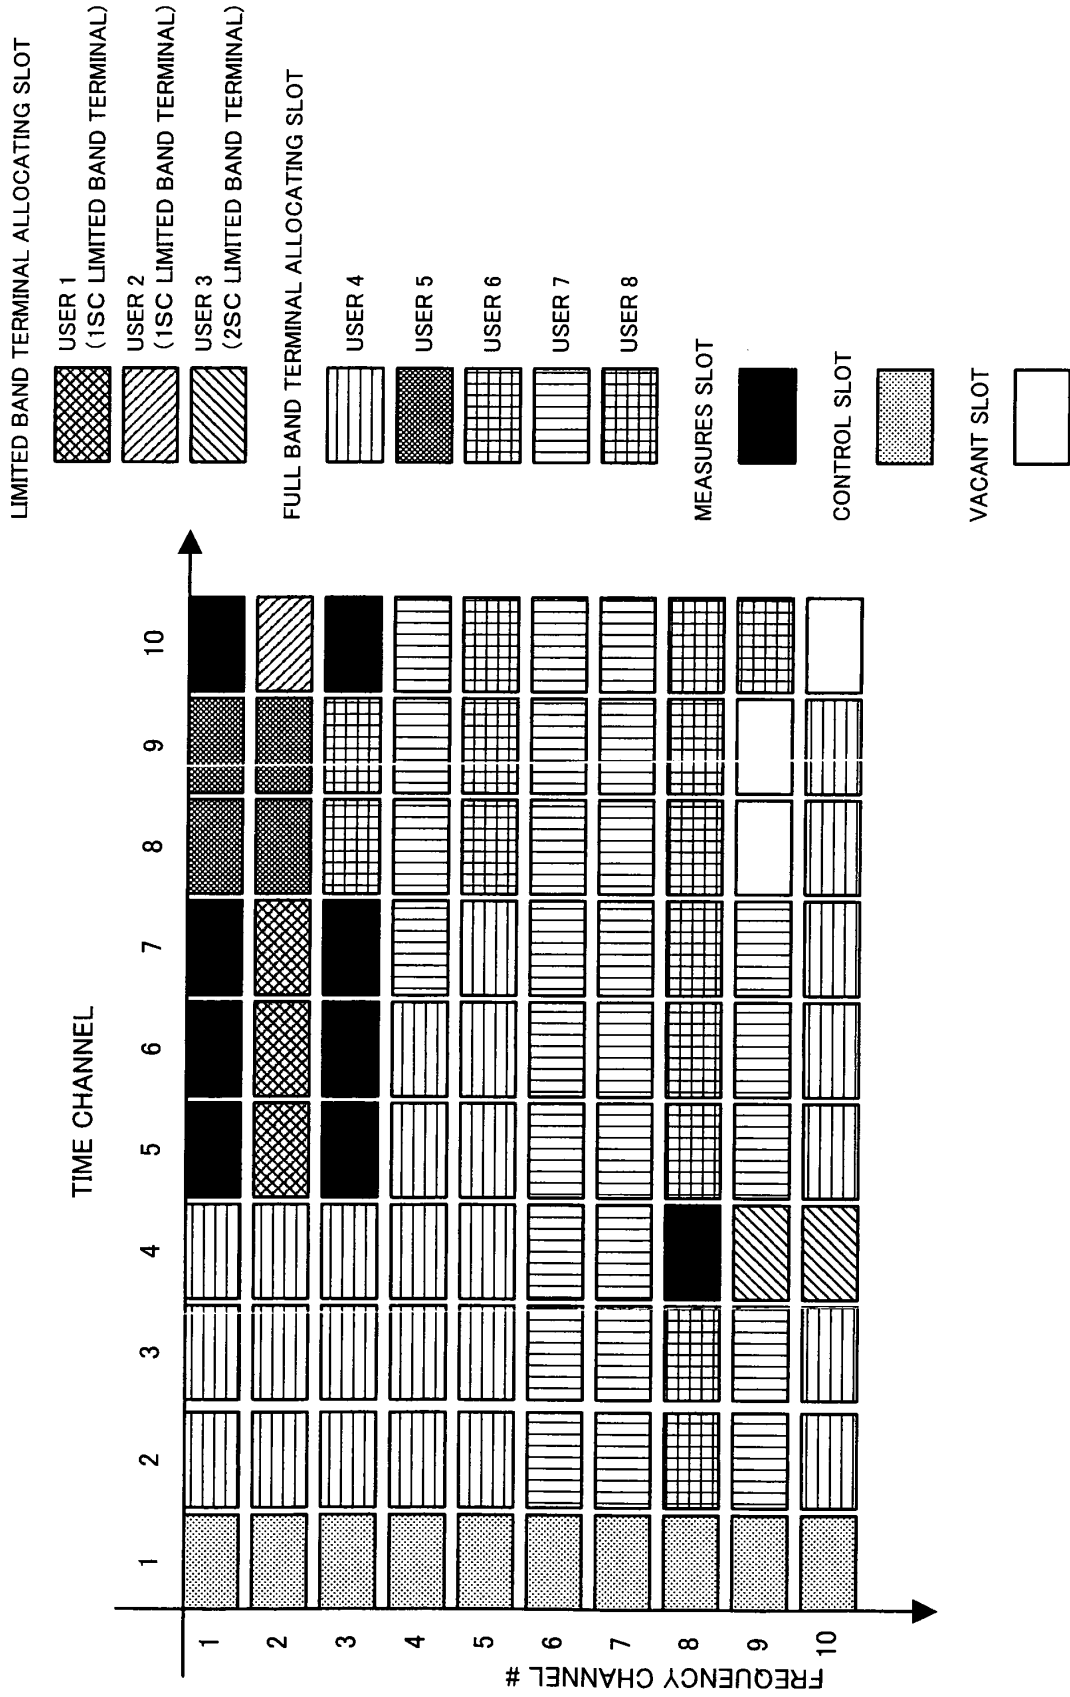 TIME CHANNEL
1 2 3 4 5 6 7 8 9 10
FREQUENCY CHANNEL #
1
2
3
4
5
6
7
8
9
10
LIMITED BAND TERMINAL ALLOCATING SLOT
USER 1
(1SC LIMITED BAND TERMINAL)
USER 2
(1SC LIMITED BAND TERMINAL)
USER 3
(2SC LIMITED BAND TERMINAL)
FULL BAND TERMINAL ALLOCATING SLOT
USER 4
USER 5
USER 6
USER 7
USER 8
MEASURES SLOT
CONTROL SLOT
VACANT SLOT